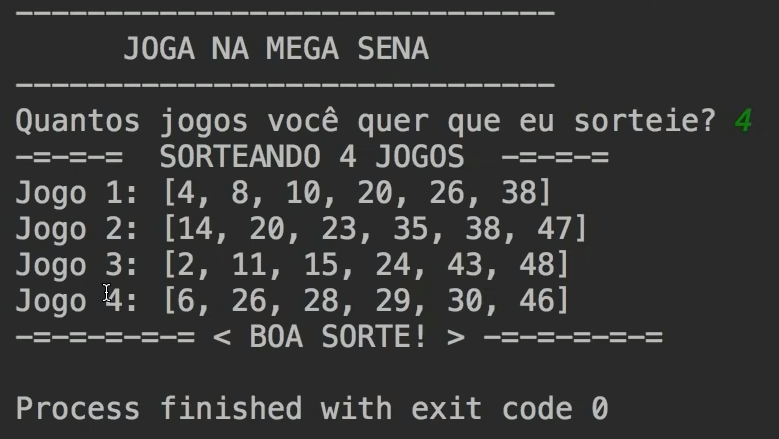 ------------------------------
JOGA NA MEGA SENA
------------------------------
Quantos jogos você quer que eu sorteie? 4
-=-=-= SORTEANDO 4 JOGOS -=-=-=
Jogo 1: [4, 8, 10, 20, 26, 38]
Jogo 2: [14, 20, 23, 35, 38, 47]
Jogo 3: [2, 11, 15, 24, 43, 48]
Jogo 4: [6, 26, 28, 29, 30, 46]
-=-=-=-=-= < BOA SORTE! > -=-=-=-=-=
Process finished with exit code 0